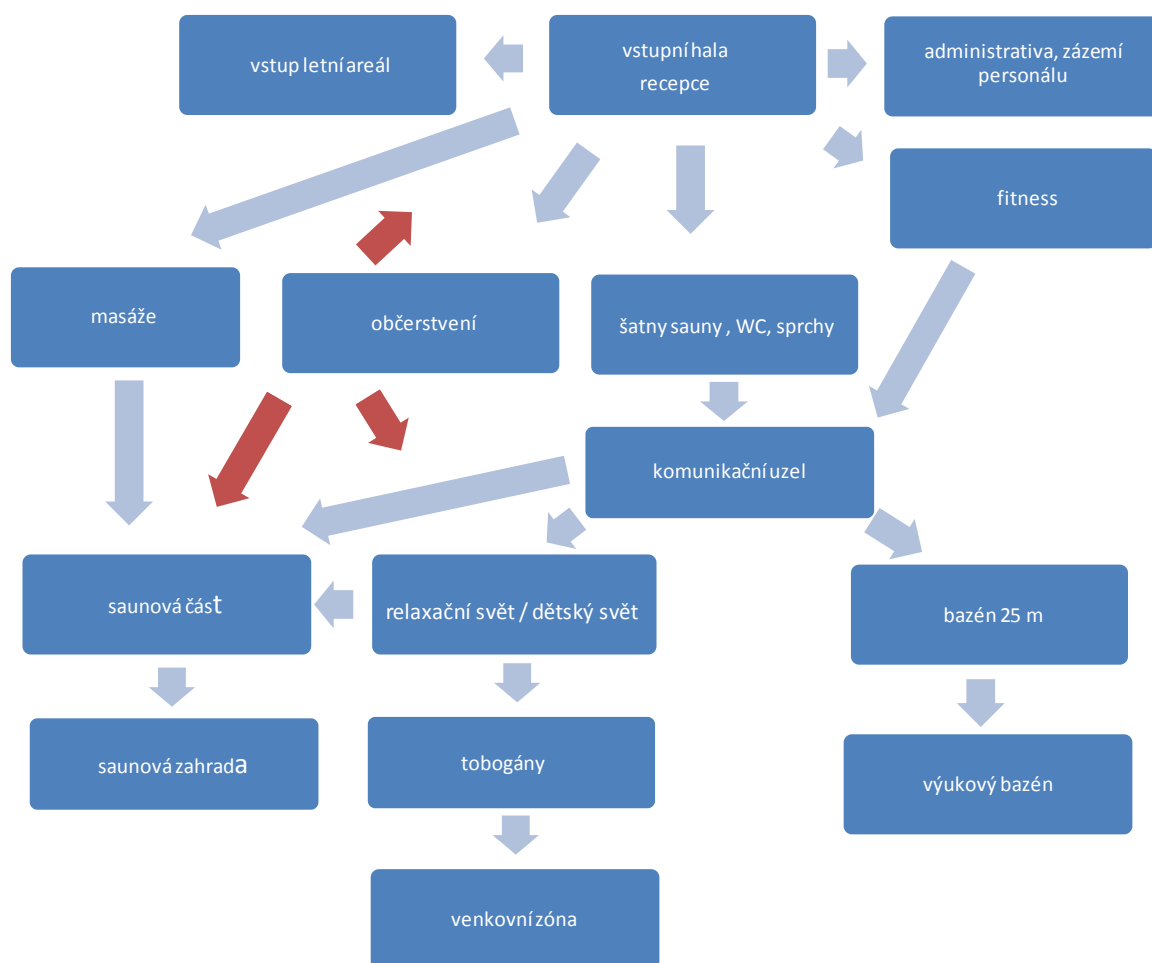 vstup letní areál
vstupní hala
recepce
administrativa, zázemí
personálu
fitness
masáže
občerstvení
šatny sauny , WC, sprchy
komunikační uzel
saunová část
relaxační svět / dětský svět
bazén 25 m
saunová zahrada
tobogány
výukový bazén
venkovní zóna